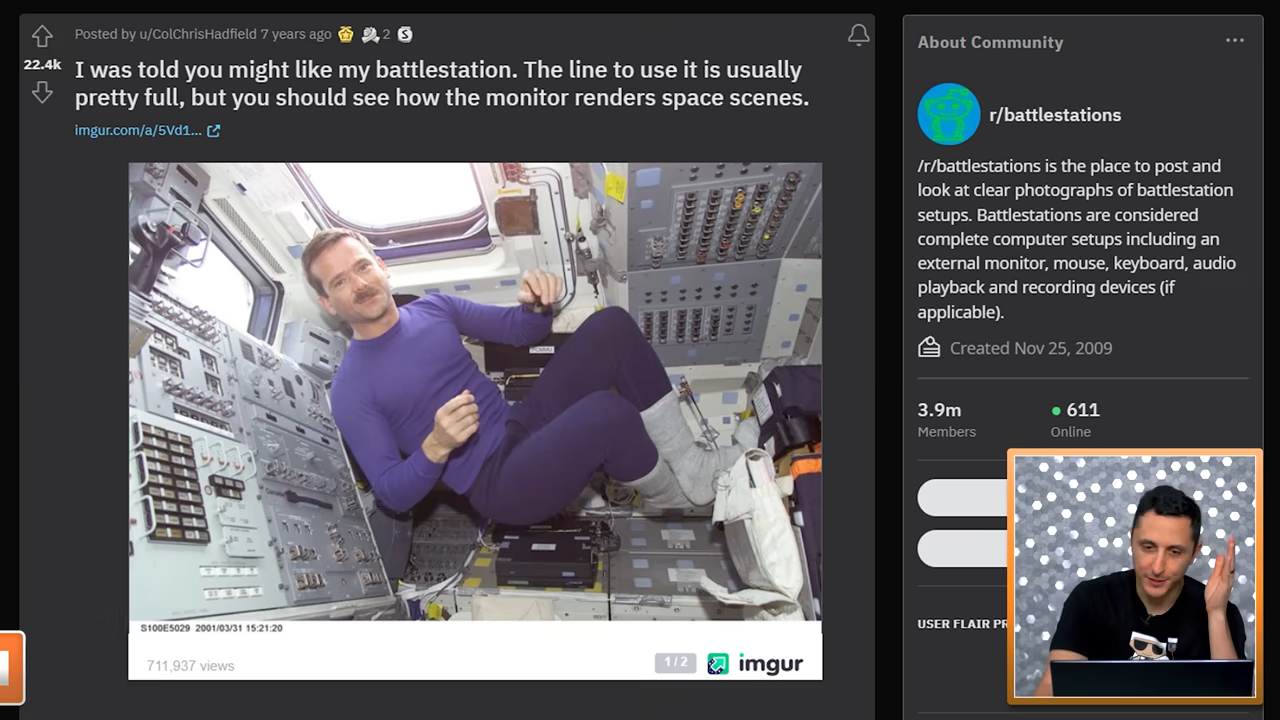 Posted by u/ColChrisHadfield 7 years ago 2 S
22.4k
I was told you might like my battlestation. The line to use it is usually
pretty full, but you should see how the monitor renders space scenes.
imgur.com/a/5Vd1...
S100E5029 2001/03/31 15:21:20
711,937 views
1/2
imgur
About Community
r/battlestations
/r/battlestations is the place to post and
look at clear photographs of battlestation
setups. Battlestations are considered
complete computer setups including an
external monitor, mouse, keyboard, audio
playback and recording devices (if
applicable).
Created Nov 25, 2009
3.9m 611
Members Online
USER FLAIR PR